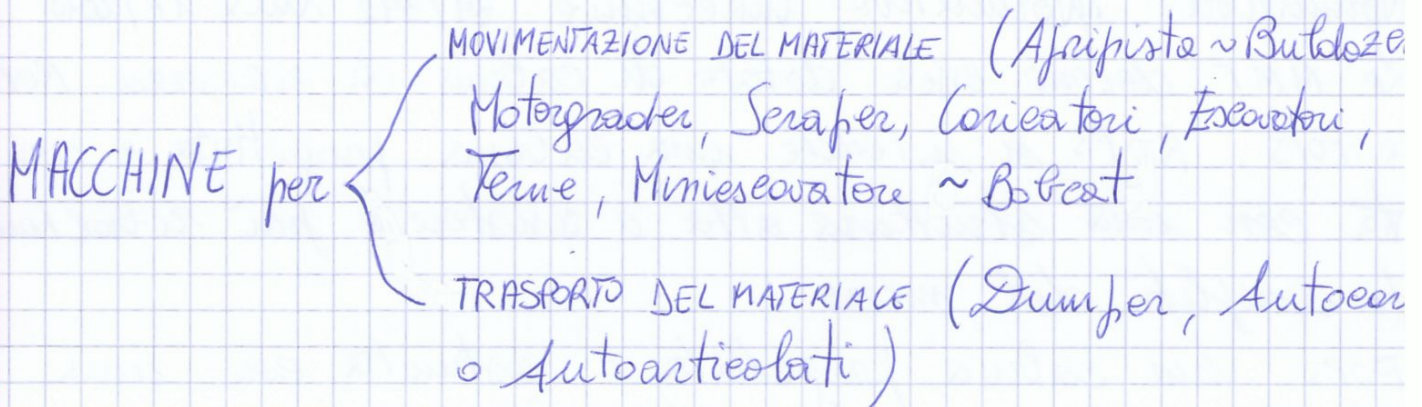 MOVIMENTAZIONE DEL MATERIALE (Apripista ~ Buldoze
Motorgrader, Scraper, Caricatori, Escavatori,
MACCHINE per
Terne, Miniescavatore ~ Bobcat
TRASPORTO DEL MATERIALE (Dumper, Autocar
o Autoarticolati)